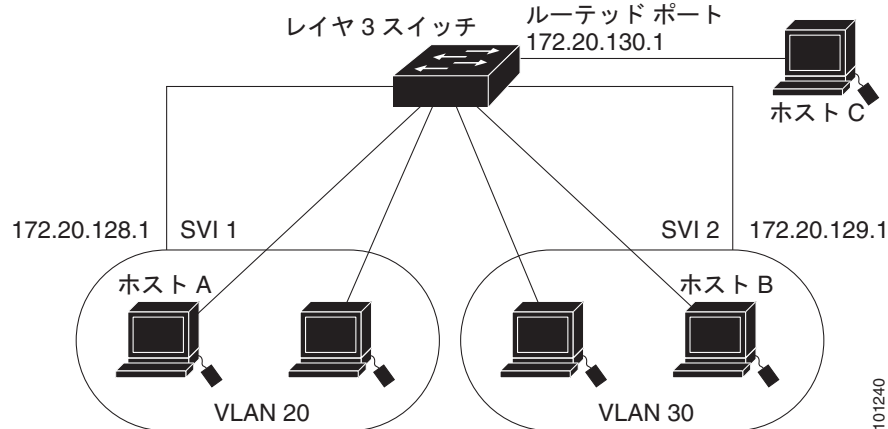 レイヤ 3 スイッチ
ルーテッド ポート
172.20.130.1
ホスト C
172.20.128.1
SVI 1
SVI 2
172.20.129.1
ホスト A
ホスト B
VLAN 20
VLAN 30
101240